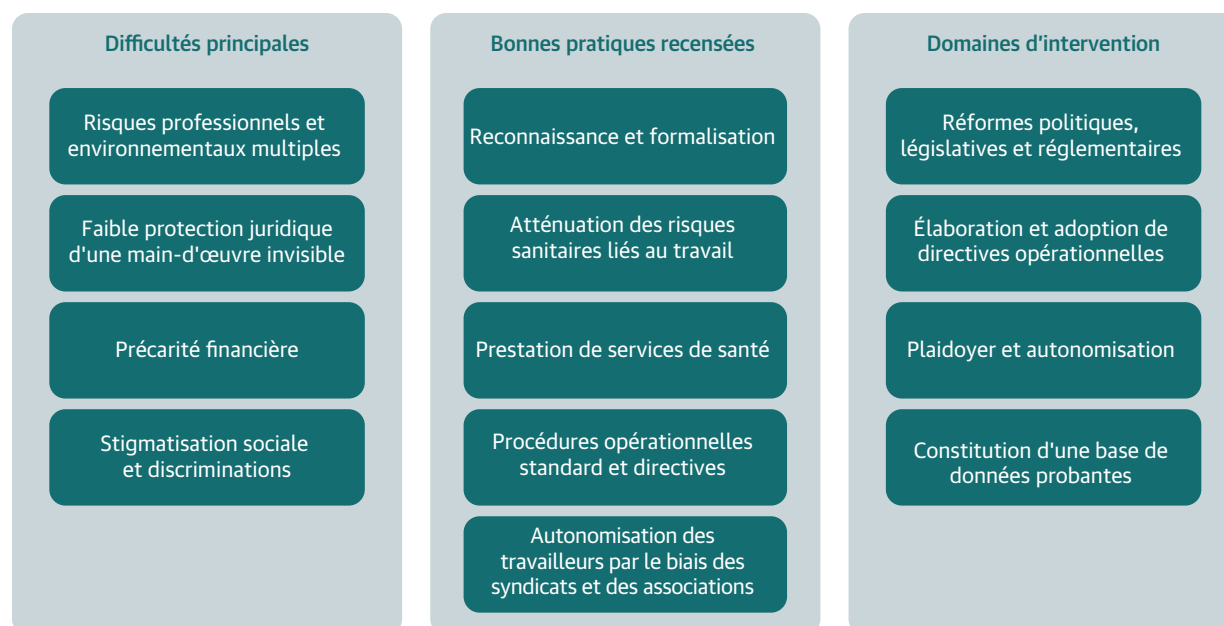 Difficultés principales
Risques professionnels et
environnementaux multiples
Faible protection juridique
d'une main-d'œuvre invisible
Précarité financière
Stigmatisation sociale
et discriminations
Bonnes pratiques recensées
Reconnaissance et formalisation
Atténuation des risques
sanitaires liés au travail
Prestation de services de santé
Procédures opérationnelles
standard et directives
Autonomisation des
travailleurs par le biais des
syndicats et des associations
Domaines d'intervention
Réformes politiques,
législatives et réglementaires
Élaboration et adoption de
directives opérationnelles
Plaidoyer et autonomisation
Constitution d'une base de
données probantes